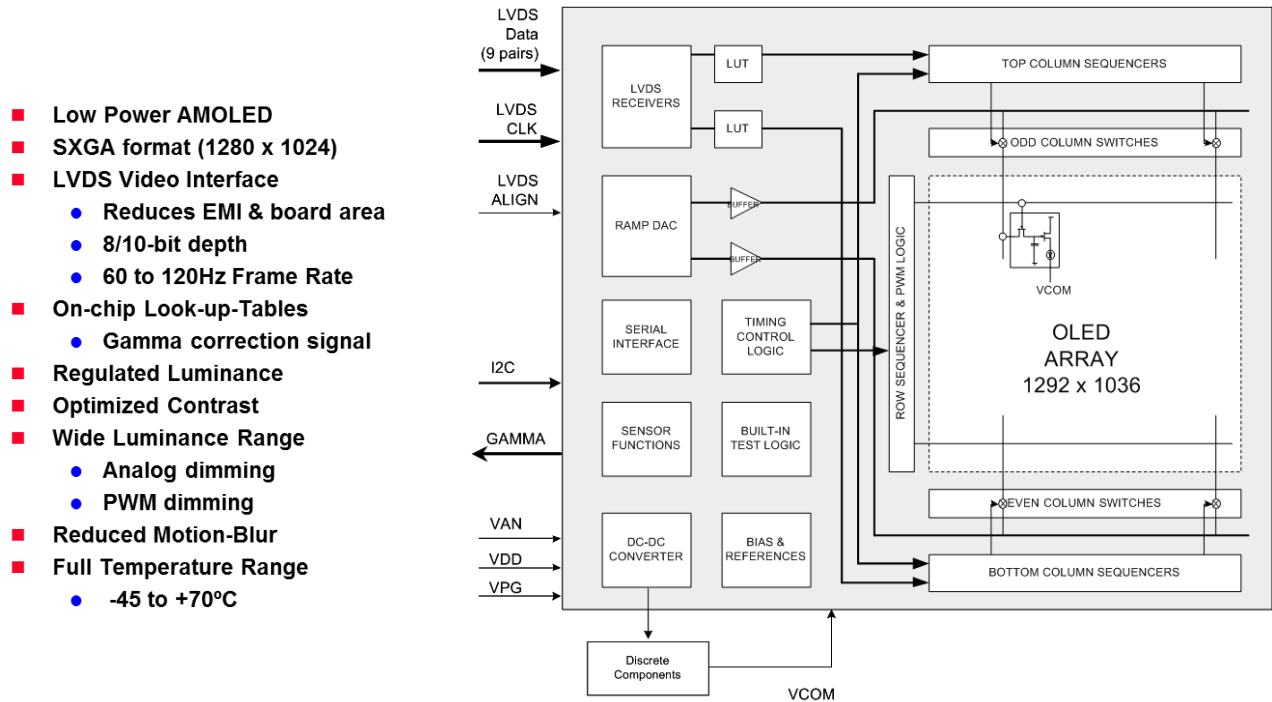 Low Power AMOLED
SXGA format (1280 x 1024)
LVDS Video Interface
Reduces EMI & board area
8/10-bit depth
60 to 120Hz Frame Rate
On-chip Look-up-Tables
Gamma correction signal
Regulated Luminance
Optimized Contrast
Wide Luminance Range
Analog dimming
PWM dimming
Reduced Motion-Blur
Full Temperature Range
-45 to +70ºC
LVDS
Data
(9 pairs)
LVDS
CLK
LVDS
ALIGN
I2C
GAMMA
VAN
VDD
VPG
LVDS
RECEIVERS
LUT
LUT
RAMP DAC
BUFFER
BUFFER
SERIAL
INTERFACE
TIMING
CONTROL
LOGIC
SENSOR
FUNCTIONS
BUILT-IN
TEST LOGIC
DC-DC
CONVERTER
BIAS &
REFERENCES
Discrete
Components
VCOM
TOP COLUMN SEQUENCERS
ODD COLUMN SWITCHES
ROW SEQUENCER & PWM LOGIC
VCOM
OLED
ARRAY
1292 x 1036
EVEN COLUMN SWITCHES
BOTTOM COLUMN SEQUENCERS